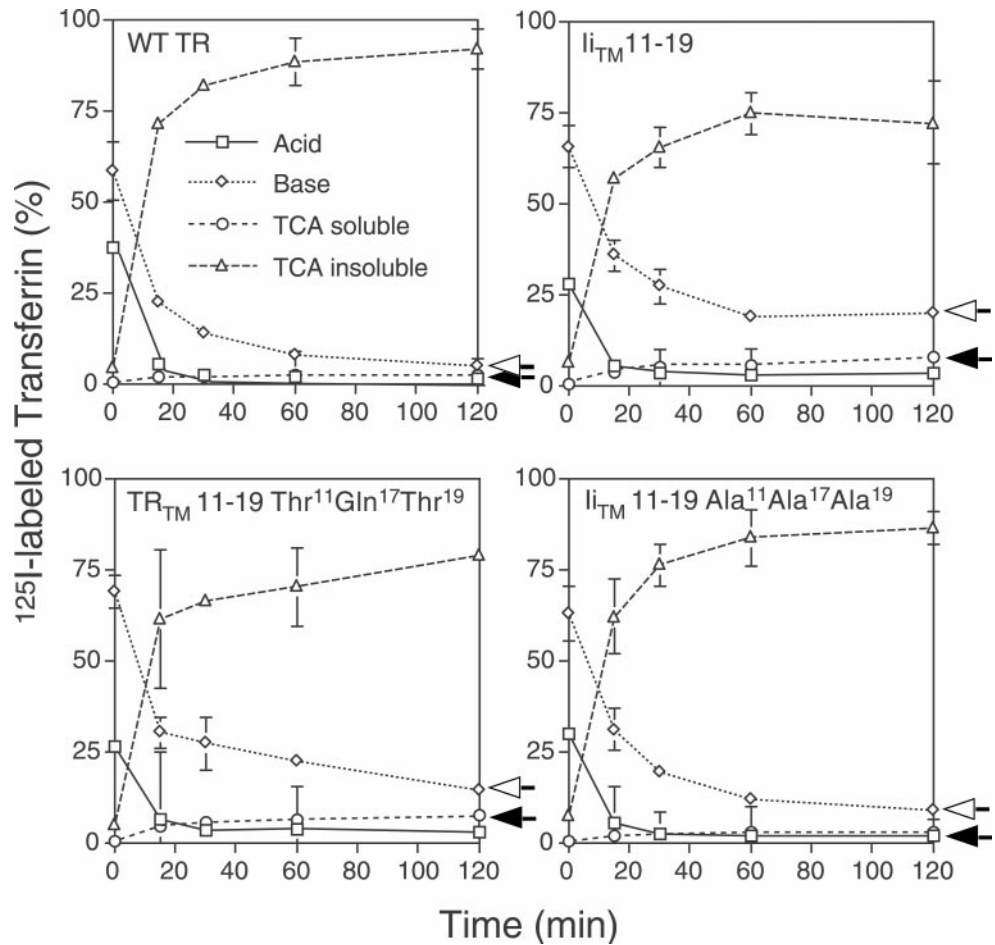 WT TR
100
75
50
25
0
Acid
Base
TCA soluble
TCA insoluble
0 20 40 60 80 100 120
IiTM 11-19
100
75
50
25
0
0 20 40 60 80 100 120
125I-labeled Transferrin (%)
TRTM 11-19 Thr11Gln17Thr19
100
75
50
25
0
0 20 40 60 80 100 120
IiTM 11-19 Ala11Ala17Ala19
100
75
50
25
0
0 20 40 60 80 100 120
Time (min)